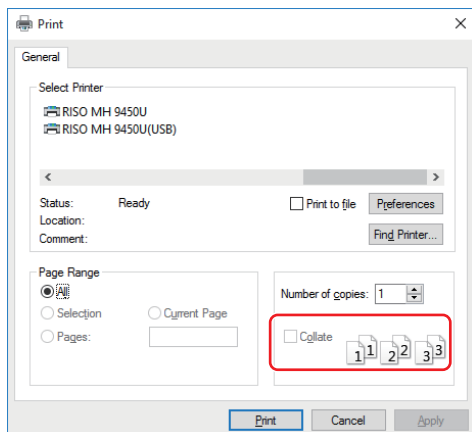 Print
General
Select Printer
RISO MH 9450U
RISO MH 9450U(USB)
Status: Ready Print to file Preferences
Location:
Comment: Find Printer...
Page Range
All
Selection Current Page
Pages:
Number of copies: 1
Collate
1 1 2 2 3 3
Print Cancel Apply